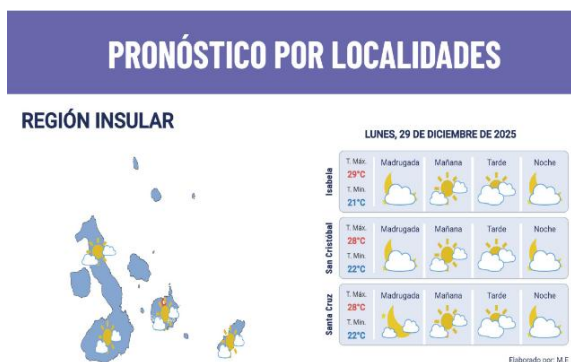 PRONÓSTICO POR LOCALIDADES
REGIÓN INSULAR
LUNES, 29 DE DICIEMBRE DE 2025
Isabela
T. Máx. Madrugada Mañana Tarde Noche
29°C
T. Mín.
21°C
San Cristóbal
T. Máx. Madrugada Mañana Tarde Noche
28°C
T. Mín.
22°C
Santa Cruz
T. Máx. Madrugada Mañana Tarde Noche
28°C
T. Mín.
22°C
Elaborado por: M.F